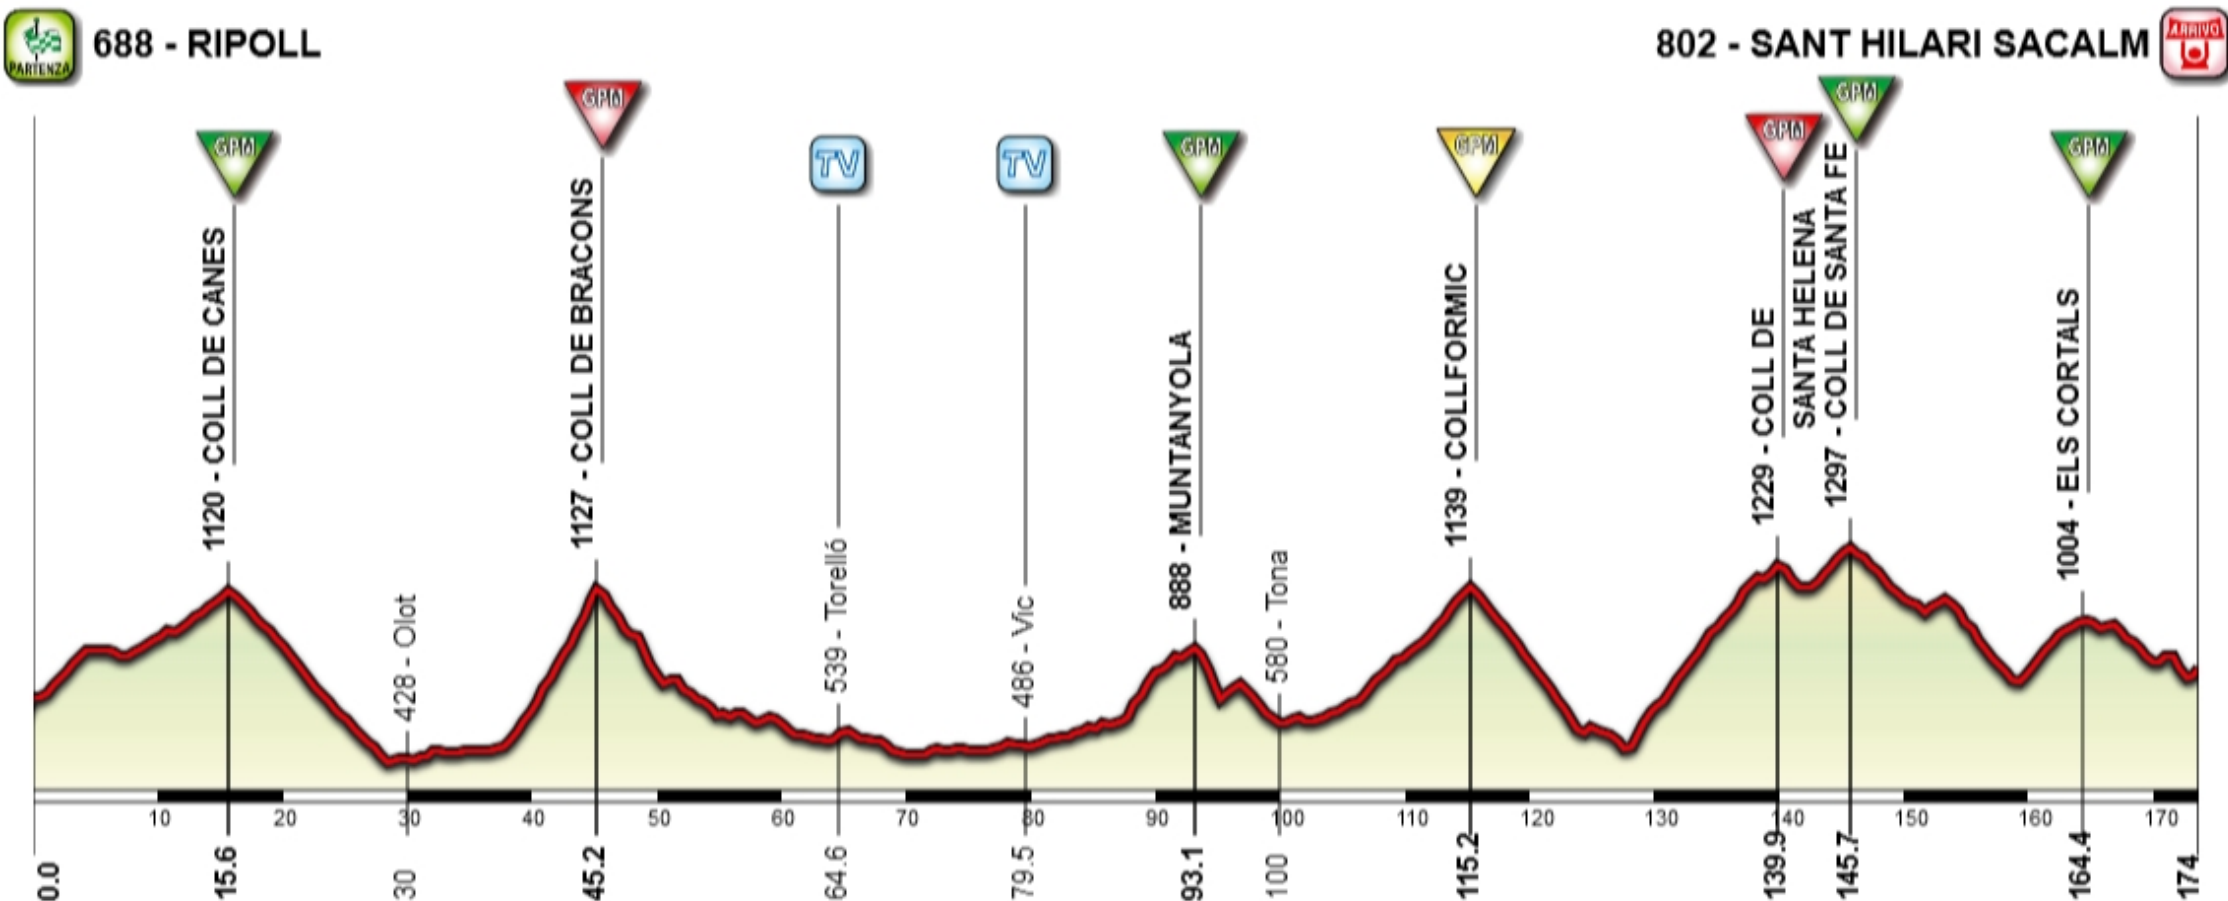 PARTENZA
688 - RIPOLL
802 - SANT HILARI SACALM
ARRIVO
GPM
GPM
TV
TV
GPM
GPM
GPM
GPM
GPM
1120 - COLL DE CANES
428 - Olot
1127 - COLL DE BRACONS
539 - Torelló
486 - Vic
888 - MUNTANYOLA
580 - Tona
1139 - COLLFORMIC
1229 - COLL DE
SANTA HELENA
1297 - COLL DE SANTA FE
1004 - ELS CORTALS
10 20 30 40 50 60 70 80 90 100 110 120 130 140 150 160 170
0.0 15.6 30 45.2 64.6 79.5 93.1 100 115.2 139.9 145.7 164.4 174